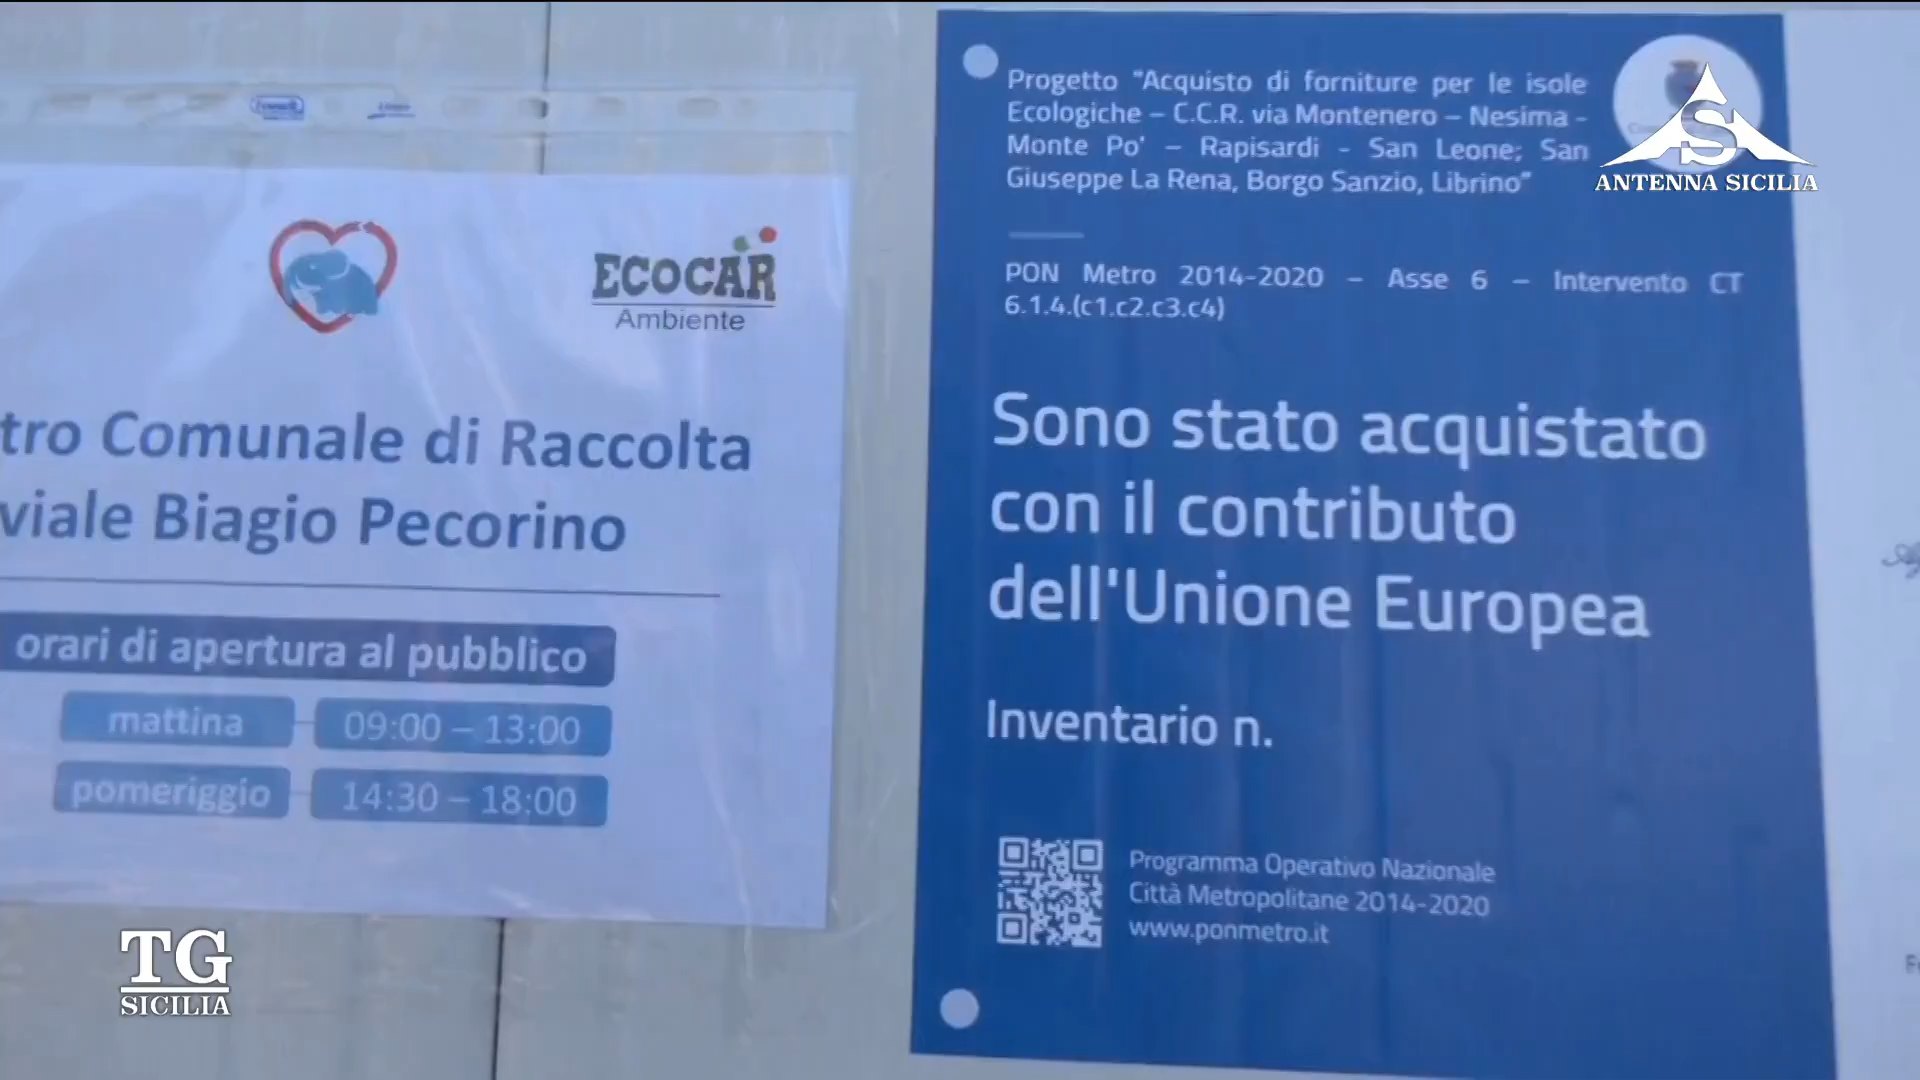 ECOCAR
Ambiente
Comunale di Raccolta
viale Biagio Pecorino
orari di apertura al pubblico
mattina 09:00 – 13:00
pomeriggio 14:30 – 18:00
Progetto "Acquisto di forniture per le isole
Ecologiche – C.C.R. via Montenero – Nesima -
Monte Po' – Rapisardi - San Leone; San
Giuseppe La Rena, Borgo Sanzio, Librino"
PON Metro 2014-2020 – Asse 6 – Intervento CT
6.1.4.(c1.c2.c3.c4)
Sono stato acquistato
con il contributo
dell'Unione Europea
Inventario n.
Programma Operativo Nazionale
Città Metropolitane 2014-2020
www.ponmetro.it
ANTENNA SICILIA
TG
SICILIA